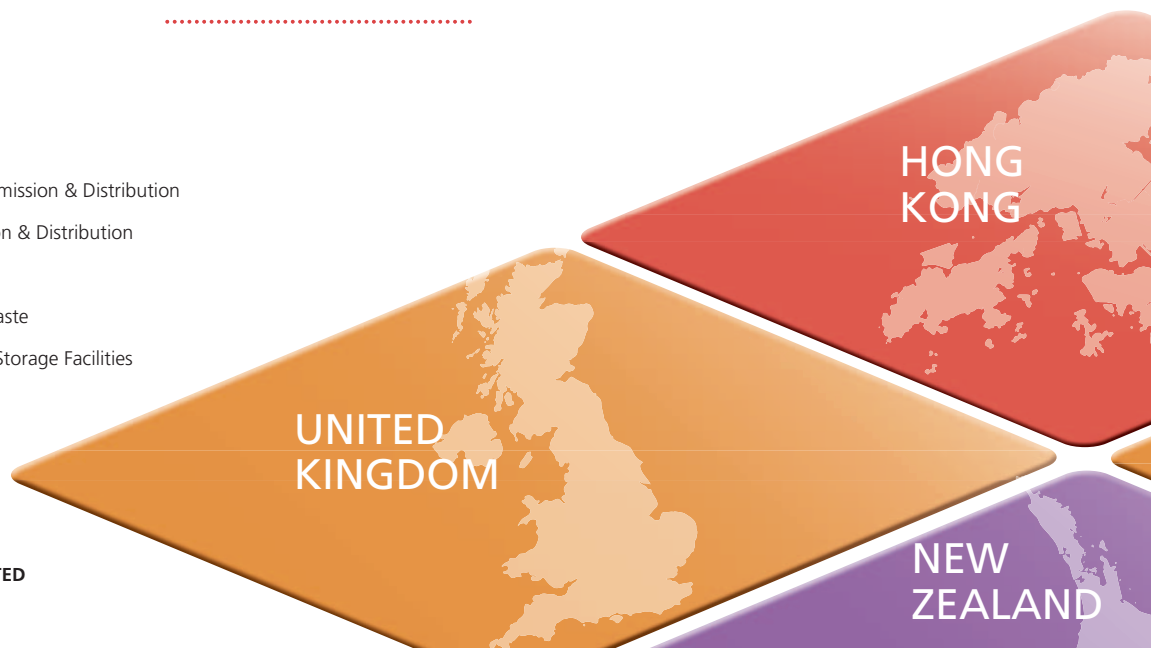 mission & Distribution
n & Distribution
aste
Storage Facilities
TED
HONG
KONG
UNITED
KINGDOM
NEW
ZEALAND